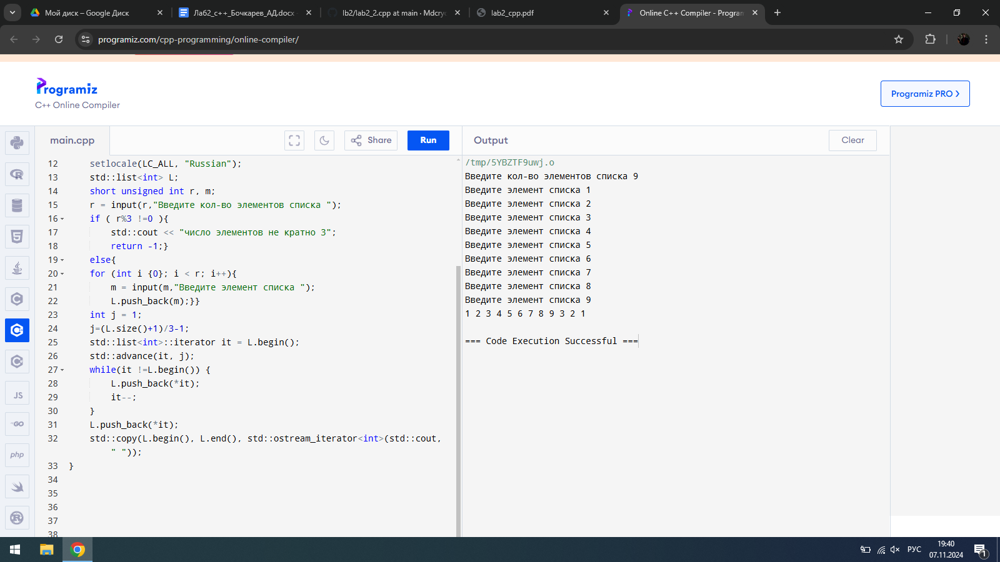 Мой диск – Google Диск
Лаб2_c++_Бочкарев_АД.docx
lb2/lab2_2.cpp at main · Mdcry
lab2_cpp.pdf
Online C++ Compiler - Program
programiz.com/cpp-programming/online-compiler/
Programiz
C++ Online Compiler
Programiz PRO
main.cpp
Share
Run
Output
Clear
12 setlocale(LC_ALL, "Russian");
13 std::list<int> L;
14 short unsigned int r, m;
15 r = input(r,"Введите кол-во элементов списка ");
16 if ( r%3 !=0 ){
17 std::cout << "число элементов не кратно 3";
18 return -1;}
19 else{
20 for (int i {0}; i < r; i++){
21 m = input(m,"Введите элемент списка ");
22 L.push_back(m);}}
23 int j = 1;
24 j=(L.size()+1)/3-1;
25 std::list<int>::iterator it = L.begin();
26 std::advance(it, j);
27 while(it !=L.begin()) {
28 L.push_back(*it);
29 it--;
30 }
31 L.push_back(*it);
32 std::copy(L.begin(), L.end(), std::ostream_iterator<int>(std::cout,
" "));
33 }
34
35
36
37
38
/tmp/5YBZTF9uwj.o
Введите кол-во элементов списка 9
Введите элемент списка 1
Введите элемент списка 2
Введите элемент списка 3
Введите элемент списка 4
Введите элемент списка 5
Введите элемент списка 6
Введите элемент списка 7
Введите элемент списка 8
Введите элемент списка 9
1 2 3 4 5 6 7 8 9 3 2 1
=== Code Execution Successful ===
JS
GO
php
РУС
19:40
07.11.2024
1